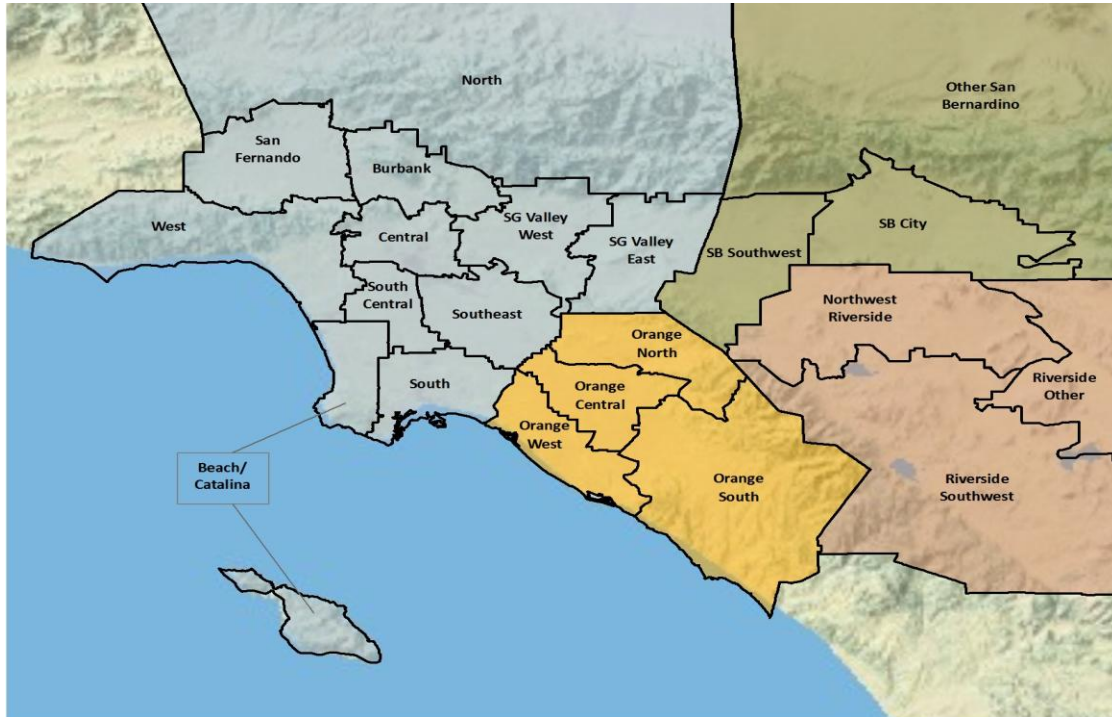 North
Other San
Bernardino
San
Fernando
Burbank
West
Central
SG Valley
West
SG Valley
East
SB Southwest
SB City
South
Central
Southeast
Northwest
Riverside
Orange
North
South
Orange
Central
Riverside
Other
Orange
West
Beach/
Catalina
Orange
South
Riverside
Southwest